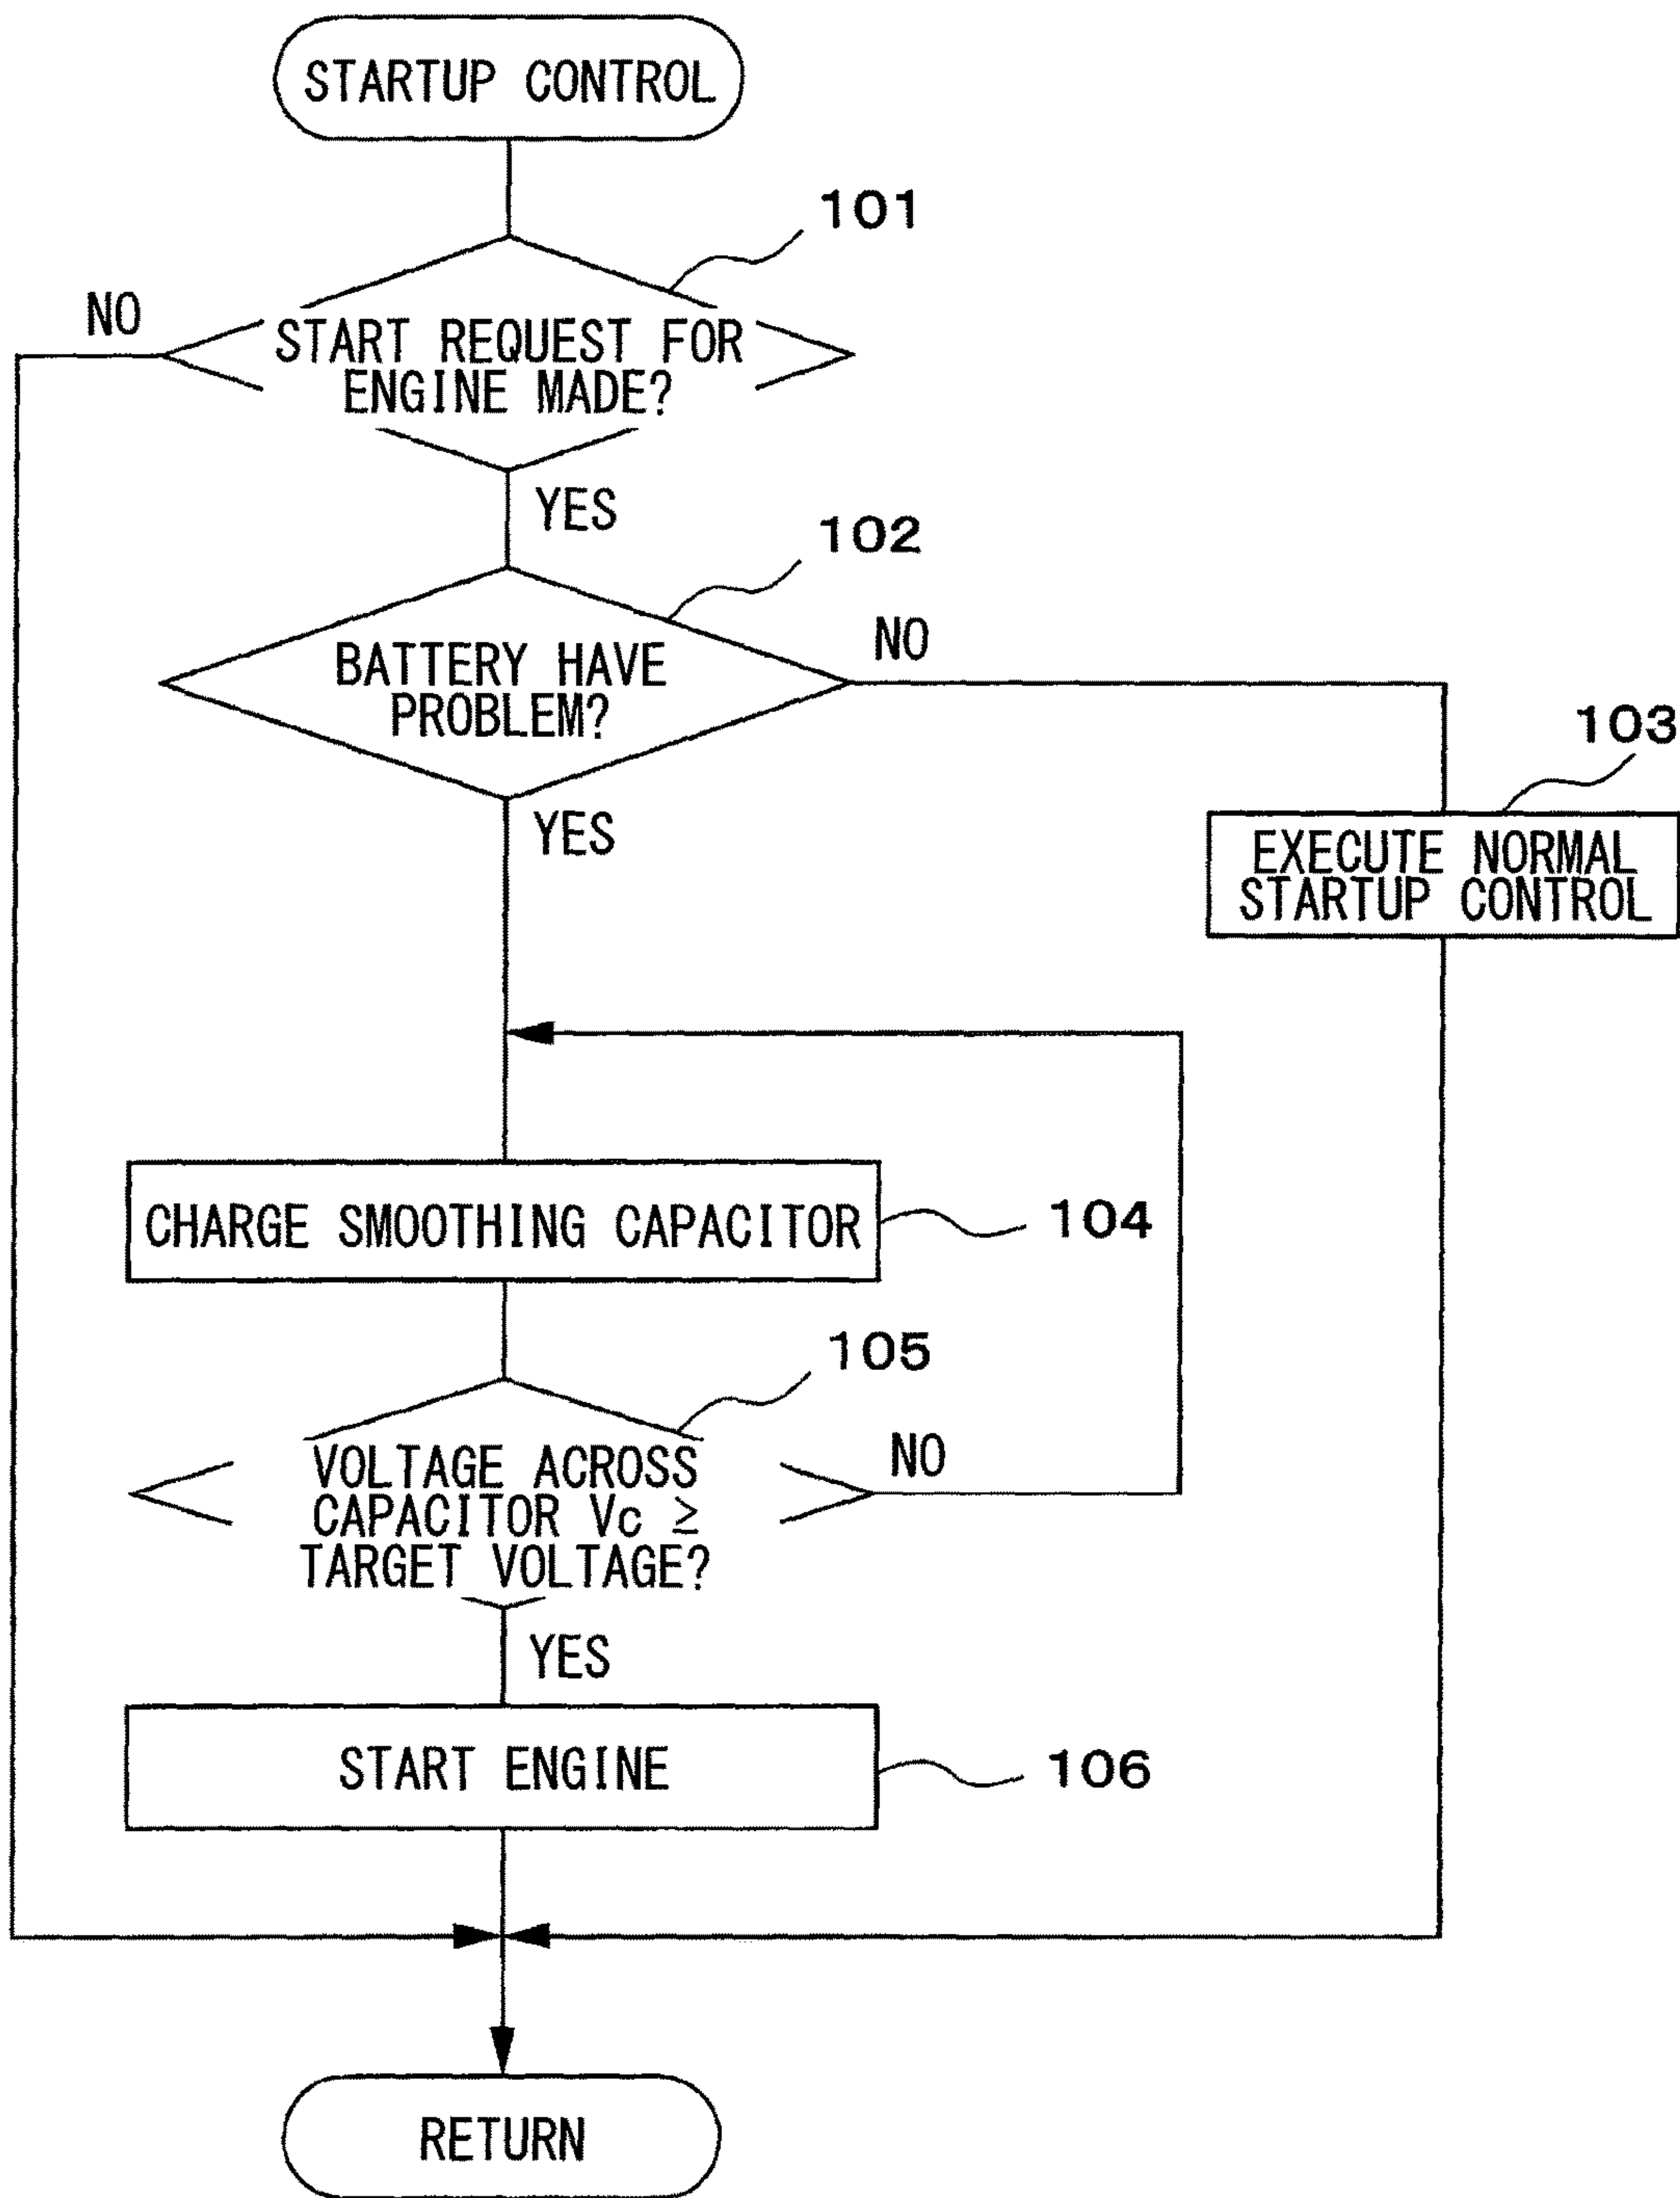 STARTUP CONTROL
101
NO
START REQUEST FOR
ENGINE MADE?
YES
102
NO
BATTERY HAVE
PROBLEM?
YES
103
EXECUTE NORMAL
STARTUP CONTROL
CHARGE SMOOTHING CAPACITOR
104
105
VOLTAGE ACROSS
CAPACITOR Vc ≥
TARGET VOLTAGE?
NO
YES
START ENGINE
106
RETURN